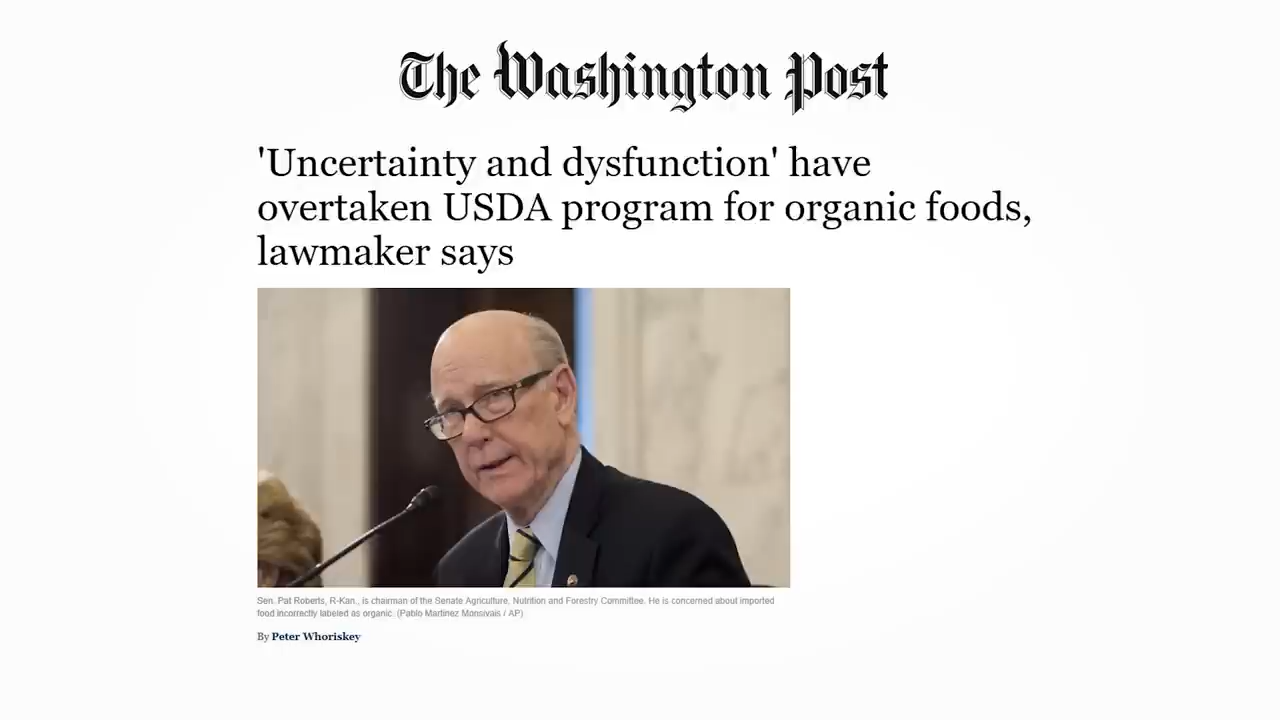 The Washington Post
'Uncertainty and dysfunction' have
overtaken USDA program for organic foods,
lawmaker says
Sen. Pat Roberts, R-Kan., is chairman of the Senate Agriculture, Nutrition and Forestry Committee. He is concerned about imported
food incorrectly labeled as organic. (Pablo Martinez Monsivais / AP)
By Peter Whoriskey